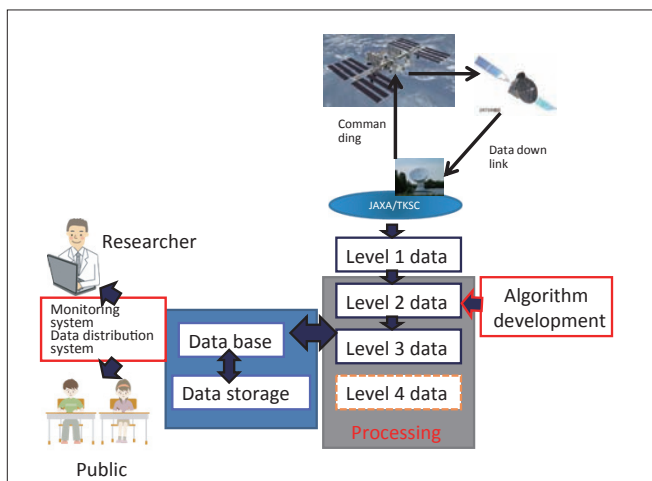 Comman
ding
Data down
link
JAXA/TKSC
Researcher
Level 1 data
Monitoring
system
Data distribution
system
Level 2 data
Algorithm
development
Data base
Level 3 data
Data storage
Level 4 data
Processing
Public